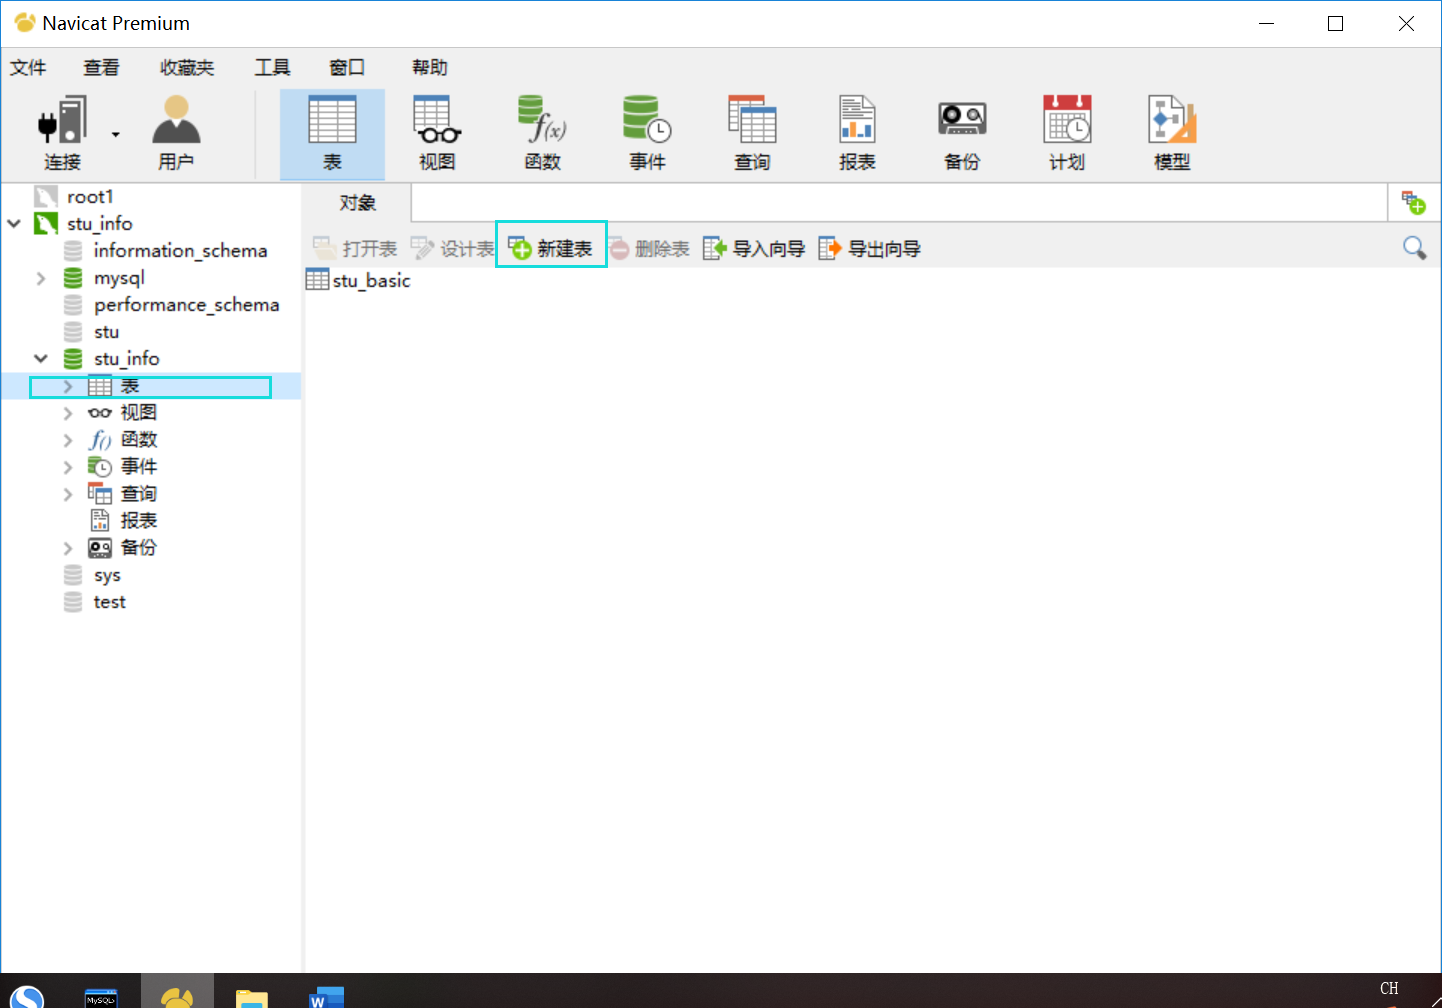 Navicat Premium
文件 查看 收藏夹 工具 窗口 帮助
连接 用户 表 视图 函数 事件 查询 报表 备份 计划 模型
root1
对象
stu_info
打开表 设计表 新建表 删除表 导入向导 导出向导
information_schema
stu_basic
mysql
performance_schema
stu
stu_info
表
视图
函数
事件
查询
报表
备份
sys
test
MySQL
W
CH